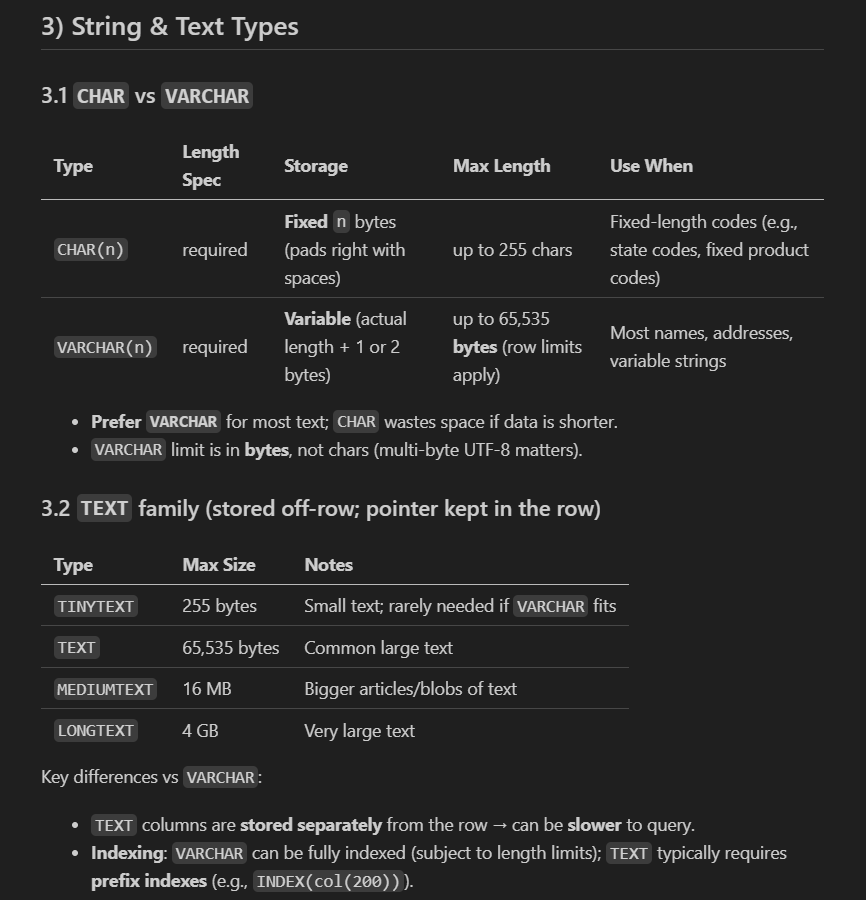 3) String & Text Types
3.1 CHAR vs VARCHAR
Type
Length
Spec
Storage
Max Length
Use When
CHAR(n)
required
Fixed n bytes
(pads right with
spaces)
up to 255 chars
Fixed-length codes (e.g.,
state codes, fixed product
codes)
VARCHAR(n)
required
Variable (actual
length + 1 or 2
bytes)
up to 65,535
bytes (row limits
apply)
Most names, addresses,
variable strings
• Prefer VARCHAR for most text; CHAR wastes space if data is shorter.
• VARCHAR limit is in bytes, not chars (multi-byte UTF-8 matters).
3.2 TEXT family (stored off-row; pointer kept in the row)
Type Max Size Notes
TINYTEXT 255 bytes Small text; rarely needed if VARCHAR fits
TEXT 65,535 bytes Common large text
MEDIUMTEXT 16 MB Bigger articles/blobs of text
LONGTEXT 4 GB Very large text
Key differences vs VARCHAR:
• TEXT columns are stored separately from the row → can be slower to query.
• Indexing: VARCHAR can be fully indexed (subject to length limits); TEXT typically requires
prefix indexes (e.g., INDEX(col(200))).